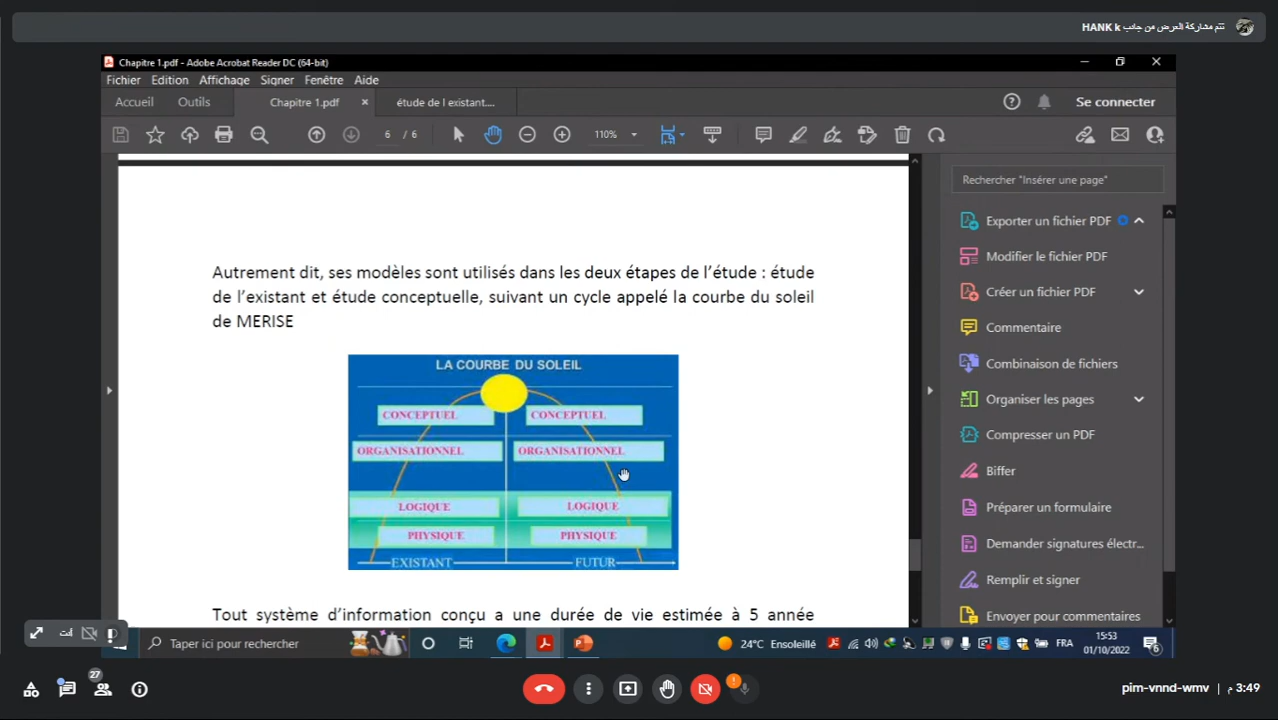 تتم مشاركة العرض من جانب HANK k
Chapitre 1.pdf - Adobe Acrobat Reader DC (64-bit)
Fichier Edition Affichage Signer Fenêtre Aide
Accueil Outils Chapitre 1.pdf × étude de l existant.... Se connecter
6 / 6 110%
Rechercher "Insérer une page"
Exporter un fichier PDF
Modifier le fichier PDF
Créer un fichier PDF
Commentaire
Combinaison de fichiers
Organiser les pages
Compresser un PDF
Biffer
Préparer un formulaire
Demander signatures électr...
Remplir et signer
Envoyer pour commentaires
Autrement dit, ses modèles sont utilisés dans les deux étapes de l'étude : étude
de l'existant et étude conceptuelle, suivant un cycle appelé la courbe du soleil
de MERISE
LA COURBE DU SOLEIL
CONCEPTUEL CONCEPTUEL
ORGANISATIONNEL ORGANISATIONNEL
LOGIQUE LOGIQUE
PHYSIQUE PHYSIQUE
EXISTANT FUTUR
Tout système d'information conçu a une durée de vie estimée à 5 année
أنت
Taper ici pour rechercher 24°C Ensoleillé FRA 15:53
01/10/2022 6
27
pim-vnnd-wmv | 3:49 م